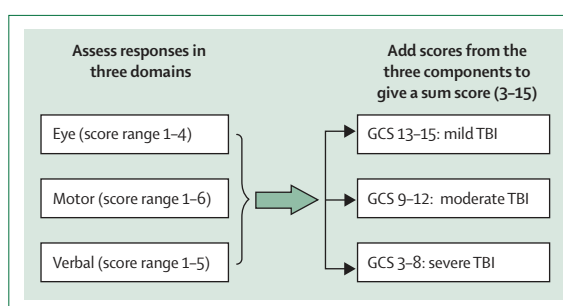 Assess responses in
three domains
Add scores from the
three components to
give a sum score (3–15)
Eye (score range 1–4)
Motor (score range 1–6)
Verbal (score range 1–5)
GCS 13–15: mild TBI
GCS 9–12: moderate TBI
GCS 3–8: severe TBI